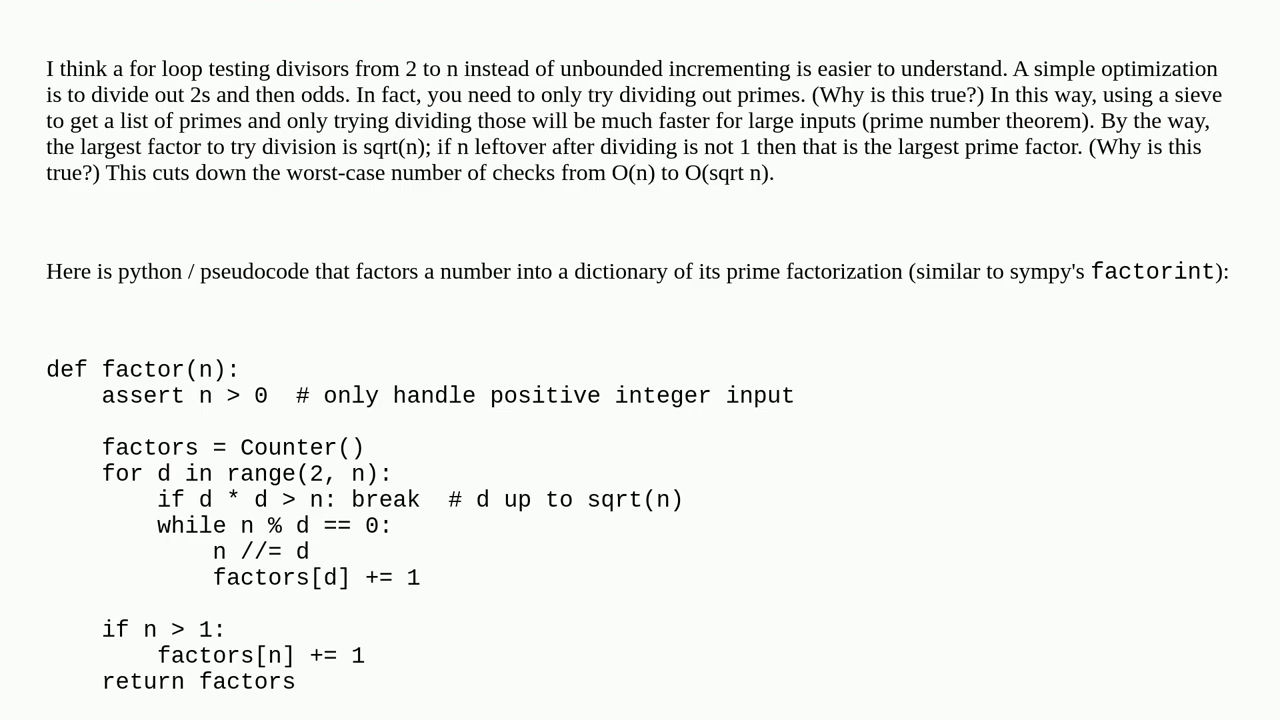 I think a for loop testing divisors from 2 to n instead of unbounded incrementing is easier to understand. A simple optimization
is to divide out 2s and then odds. In fact, you need to only try dividing out primes. (Why is this true?) In this way, using a sieve
to get a list of primes and only trying dividing those will be much faster for large inputs (prime number theorem). By the way,
the largest factor to try division is sqrt(n); if n leftover after dividing is not 1 then that is the largest prime factor. (Why is this
true?) This cuts down the worst-case number of checks from O(n) to O(sqrt n).
Here is python / pseudocode that factors a number into a dictionary of its prime factorization (similar to sympy's factorint):
def factor(n):
    assert n > 0  # only handle positive integer input
    factors = Counter()
    for d in range(2, n):
        if d * d > n: break  # d up to sqrt(n)
        while n % d == 0:
            n //= d
            factors[d] += 1
    if n > 1:
        factors[n] += 1
    return factors